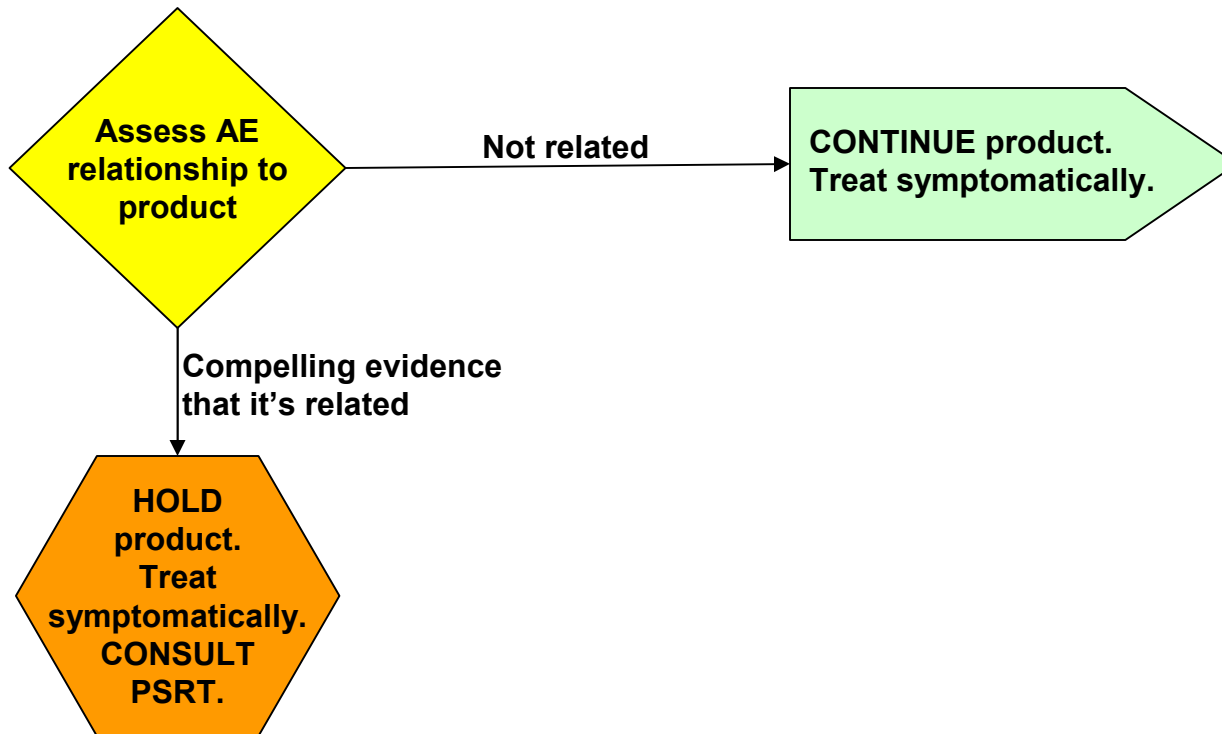 Assess AE
relationship to
product
Not related
CONTINUE product.
Treat symptomatically.
Compelling evidence
that it’s related
HOLD
product.
Treat
symptomatically.
CONSULT
PSRT.